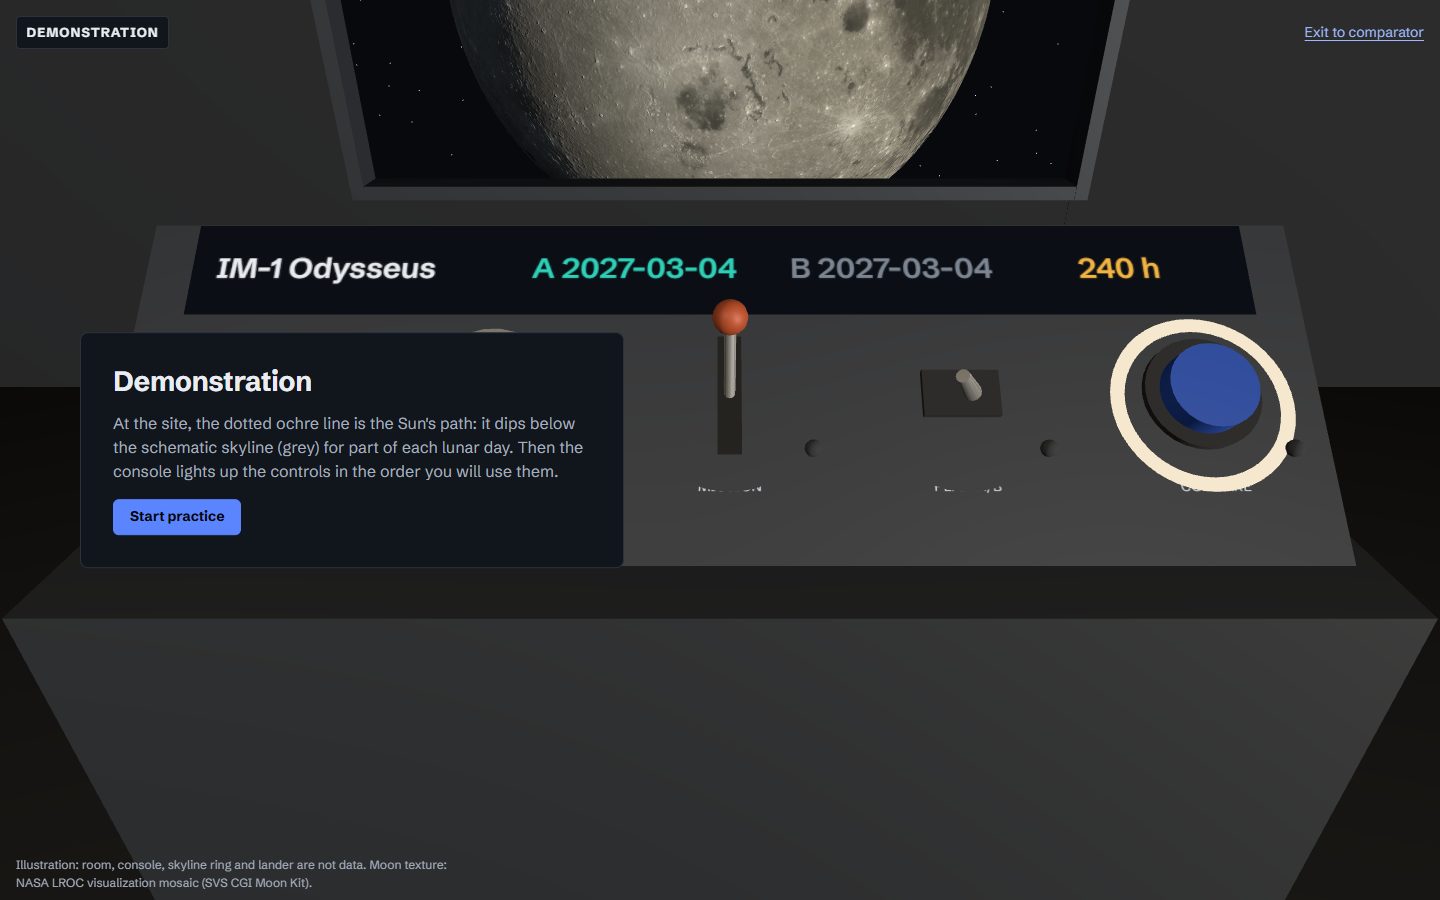 DEMONSTRATION
Exit to comparator
IM-1 Odysseus A 2027-03-04 B 2027-03-04 240 h
Demonstration
At the site, the dotted ochre line is the Sun's path: it dips below
the schematic skyline (grey) for part of each lunar day. Then the
console lights up the controls in the order you will use them.
Start practice
Illustration: room, console, skyline ring and lander are not data. Moon texture:
NASA LROC visualization mosaic (SVS CGI Moon Kit).